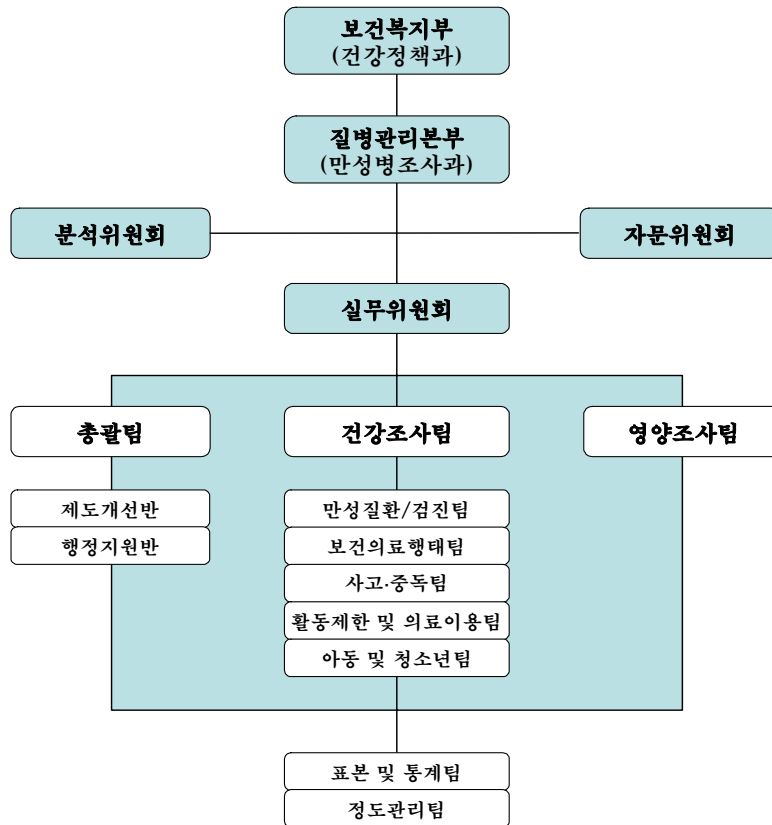 보건복지부
(건강정책과)
질병관리본부
(만성병조사과)
분석위원회
자문위원회
실무위원회
총괄팀
건강조사팀
영양조사팀
제도개선반
행정지원반
만성질환/검진팀
보건의료행태팀
사고·중독팀
활동제한 및 의료이용팀
아동 및 청소년팀
표본 및 통계팀
정도관리팀